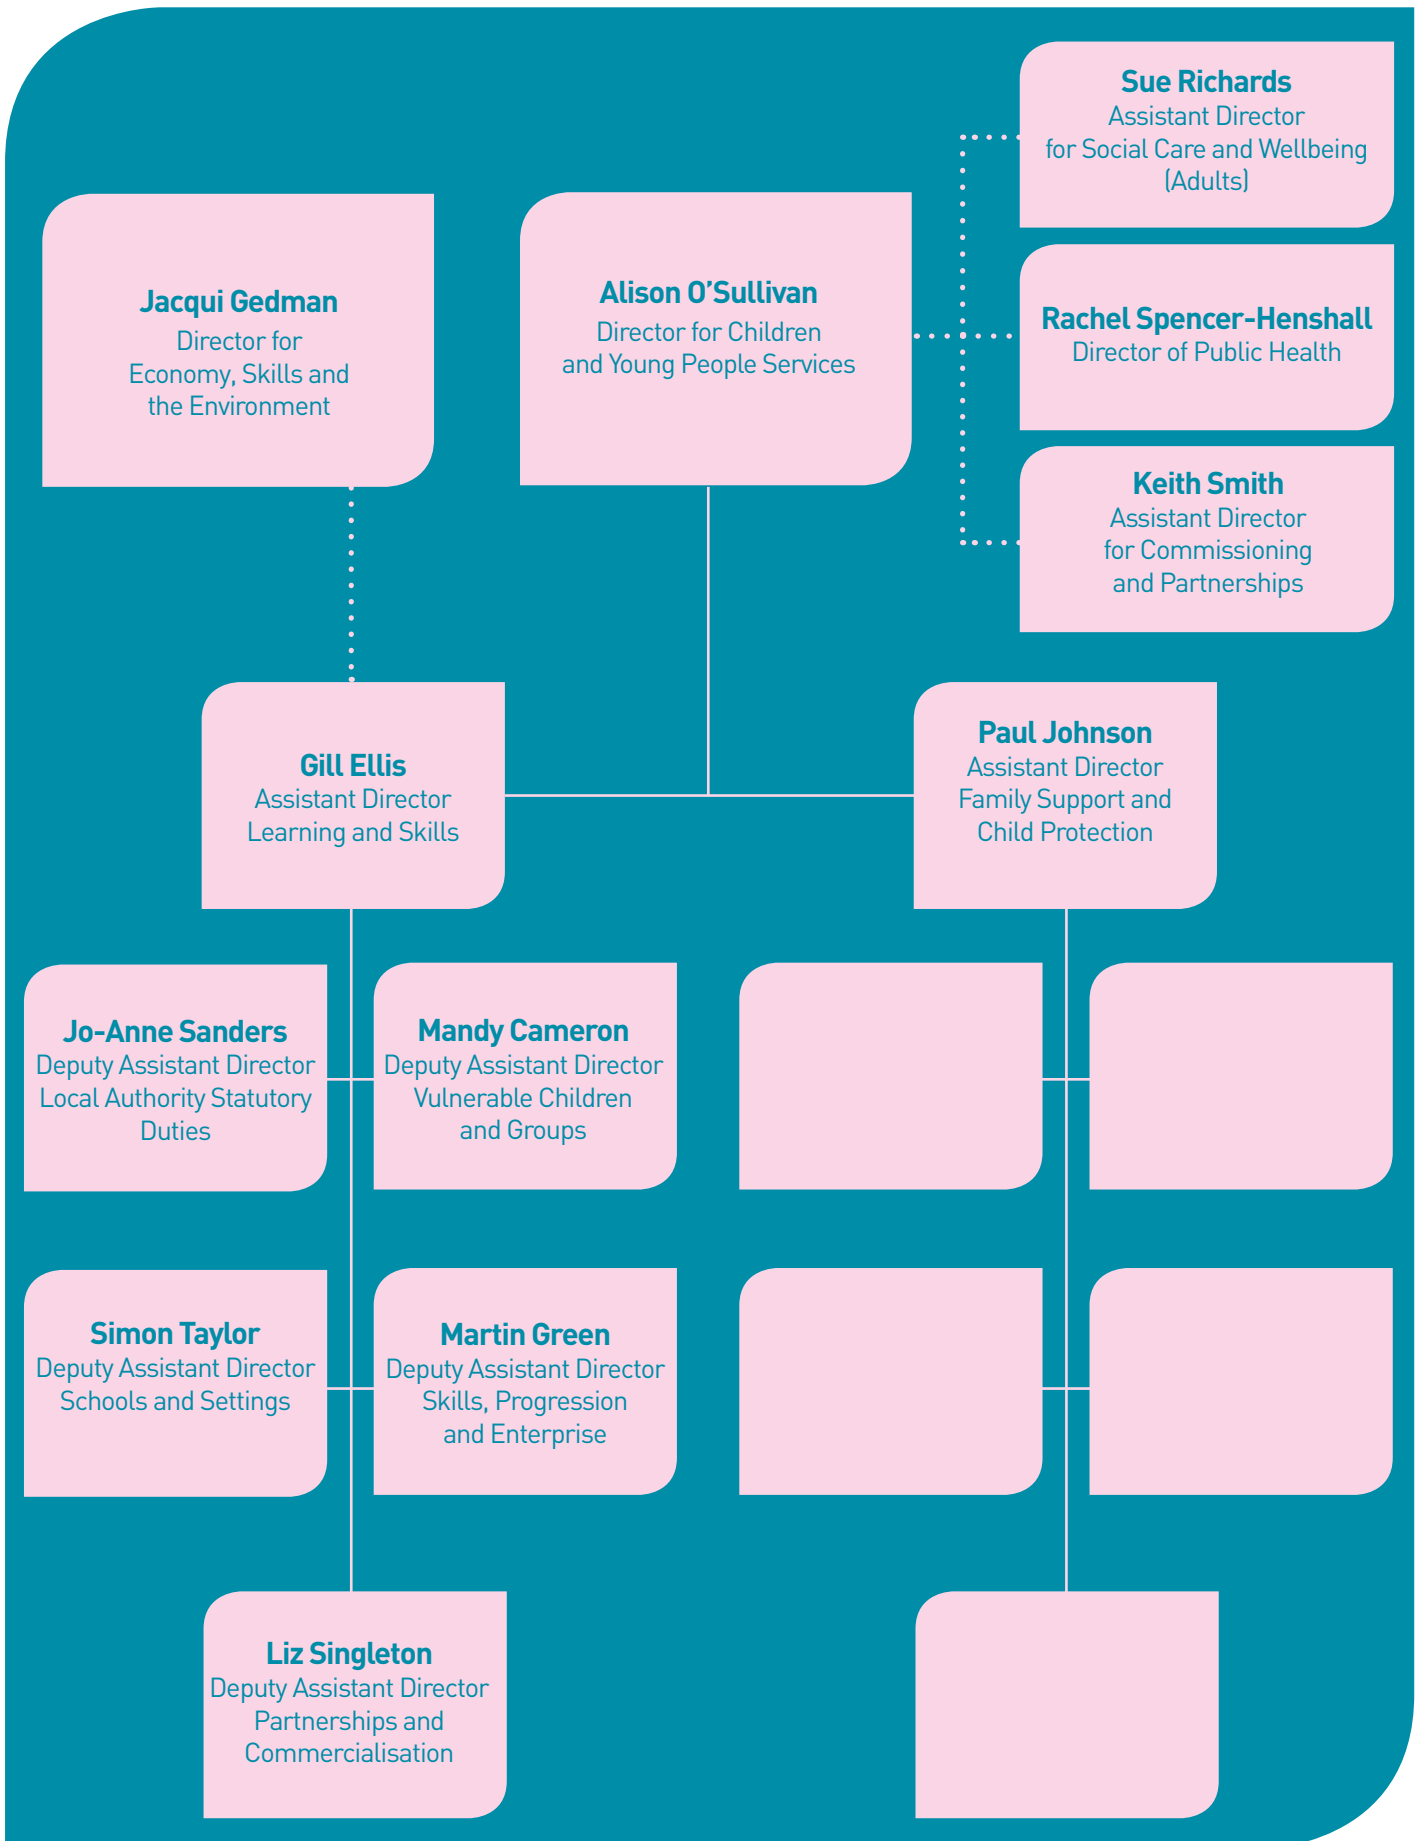 Sue Richards
Assistant Director
for Social Care and Wellbeing
(Adults)
Jacqui Gedman
Director for
Economy, Skills and
the Environment
Alison O’Sullivan
Director for Children
and Young People Services
Rachel Spencer-Henshall
Director of Public Health
Keith Smith
Assistant Director
for Commissioning
and Partnerships
Gill Ellis
Assistant Director
Learning and Skills
Paul Johnson
Assistant Director
Family Support and
Child Protection
Jo-Anne Sanders
Deputy Assistant Director
Local Authority Statutory
Duties
Mandy Cameron
Deputy Assistant Director
Vulnerable Children
and Groups
Simon Taylor
Deputy Assistant Director
Schools and Settings
Martin Green
Deputy Assistant Director
Skills, Progression
and Enterprise
Liz Singleton
Deputy Assistant Director
Partnerships and
Commercialisation